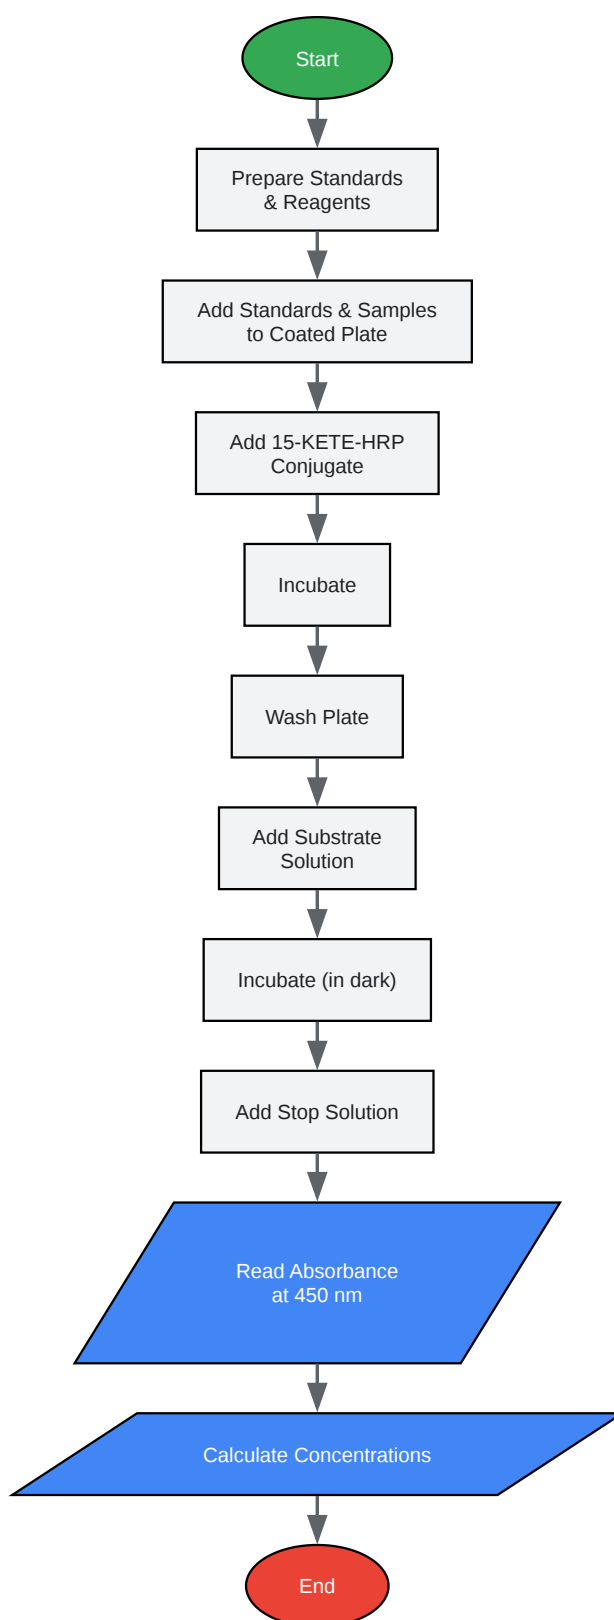 Start
Prepare Standards
& Reagents
Add Standards & Samples
to Coated Plate
Add 15-KETE-HRP
Conjugate
Incubate
Wash Plate
Add Substrate
Solution
Incubate (in dark)
Add Stop Solution
Read Absorbance
at 450 nm
Calculate Concentrations
End